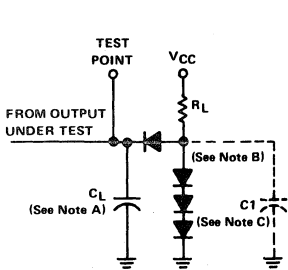 TEST
POINT
VCC
RL
FROM OUTPUT
UNDER TEST
(See Note B)
CL
(See Note A)
C1
(See Note C)